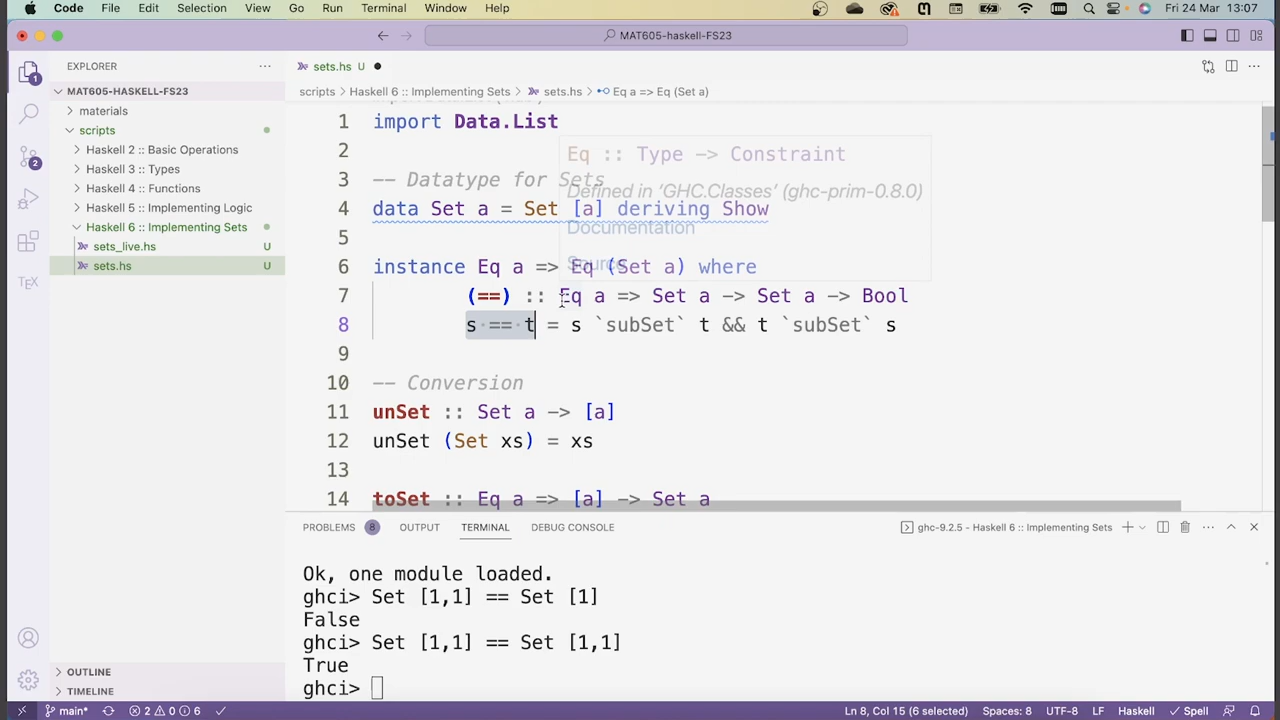 Code File Edit Selection View Go Run Terminal Window Help Fri 24 Mar 13:07
MAT605-haskell-FS23
EXPLORER ...
sets.hs U
MAT605-HASKELL-FS23
materials
scripts
Haskell 2 :: Basic Operations
Haskell 3 :: Types
Haskell 4 :: Functions
Haskell 5 :: Implementing Logic
Haskell 6 :: Implementing Sets
sets_live.hs U
sets.hs U
1
2
TEX
OUTLINE
TIMELINE
scripts > Haskell 6 :: Implementing Sets > sets.hs > Eq a => Eq (Set a)
1 import Data.List
2
3 -- Datatype for Sets
4 data Set a = Set [a] deriving Show
5
6 instance Eq a => Eq (Set a) where
7 (==) :: Eq a => Set a -> Set a -> Bool
8 s == t = s `subSet` t && t `subSet` s
9
10 -- Conversion
11 unSet :: Set a -> [a]
12 unSet (Set xs) = xs
13
14 toSet :: Eq a => [a] -> Set a
Eq :: Type -> Constraint
Defined in ‘GHC.Classes’ (ghc-prim-0.8.0)
Documentation
Source
PROBLEMS 8 OUTPUT TERMINAL DEBUG CONSOLE ghc-9.2.5 - Haskell 6 :: Implementing Sets
Ok, one module loaded.
ghci> Set [1,1] == Set [1]
False
ghci> Set [1,1] == Set [1,1]
True
ghci>
main* 2 0 6 Ln 8, Col 15 (6 selected) Spaces: 8 UTF-8 LF Haskell Spell